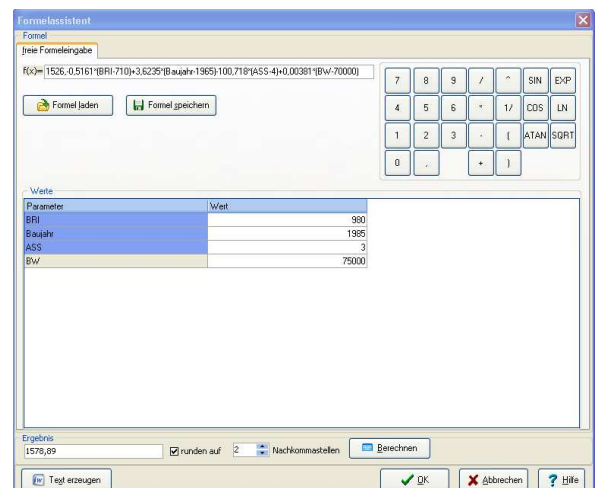 Formelassistent
Formel
freie Formeleingabe
f(x)= 1526,-0,5161*(BRI-710)+3,6235*(Baujahr-1965)-100,718*(ASS-4)+0,00381*(BW-70000)
7 8 9 / ^ SIN EXP
Formel laden Formel speichern
4 5 6 * 1/ COS LN
1 2 3 - ( ATAN SQRT
0 , + )
Werte
Parameter Wert
BRI 980
Baujahr 1985
ASS 3
BW 75000
Ergebnis
1578,89 runden auf 2 Nachkommastellen Berechnen
Text erzeugen OK Abbrechen ? Hilfe